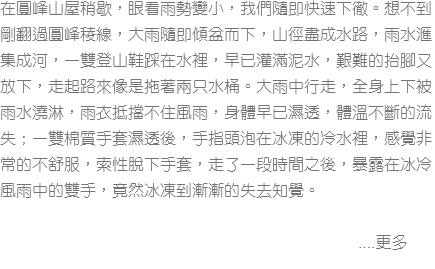 在圓峰山屋稍歇，眼看雨勢變小，我們隨即快速下徹。想不到
剛翻過圓峰稜線，大雨隨即傾盆而下，山徑盡成水路，雨水滙
集成河，一雙登山鞋踩在水裡，早已灌滿泥水，艱難的抬腳又
放下，走起路來像是拖著兩只水桶。大雨中行走，全身上下被
雨水澆淋，雨衣抵擋不住風雨，身體早已濕透，體溫不斷的流
失；一雙棉質手套濕透後，手指頭泡在冰凍的冷水裡，感覺非
常的不舒服，索性脫下手套，走了一段時間之後，暴露在冰冷
風雨中的雙手，竟然冰凍到漸漸的失去知覺。
....更多